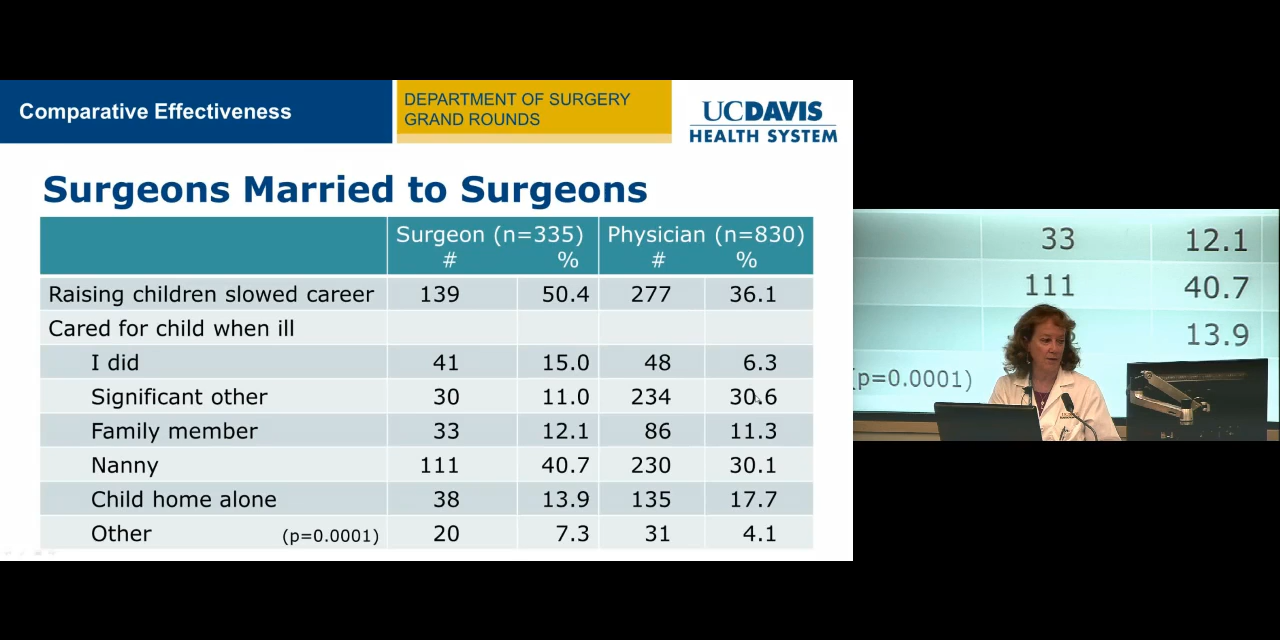 Comparative Effectiveness
DEPARTMENT OF SURGERY
GRAND ROUNDS
UCDAVIS
HEALTH SYSTEM
Surgeons Married to Surgeons
Surgeon (n=335) Physician (n=830)
# % # %
Raising children slowed career 139 50.4 277 36.1
Cared for child when ill
I did 41 15.0 48 6.3
Significant other 30 11.0 234 30.6
Family member 33 12.1 86 11.3
Nanny 111 40.7 230 30.1
Child home alone 38 13.9 135 17.7
Other (p=0.0001) 20 7.3 31 4.1
33 12.1
111 40.7
13.9
(p=0.0001)